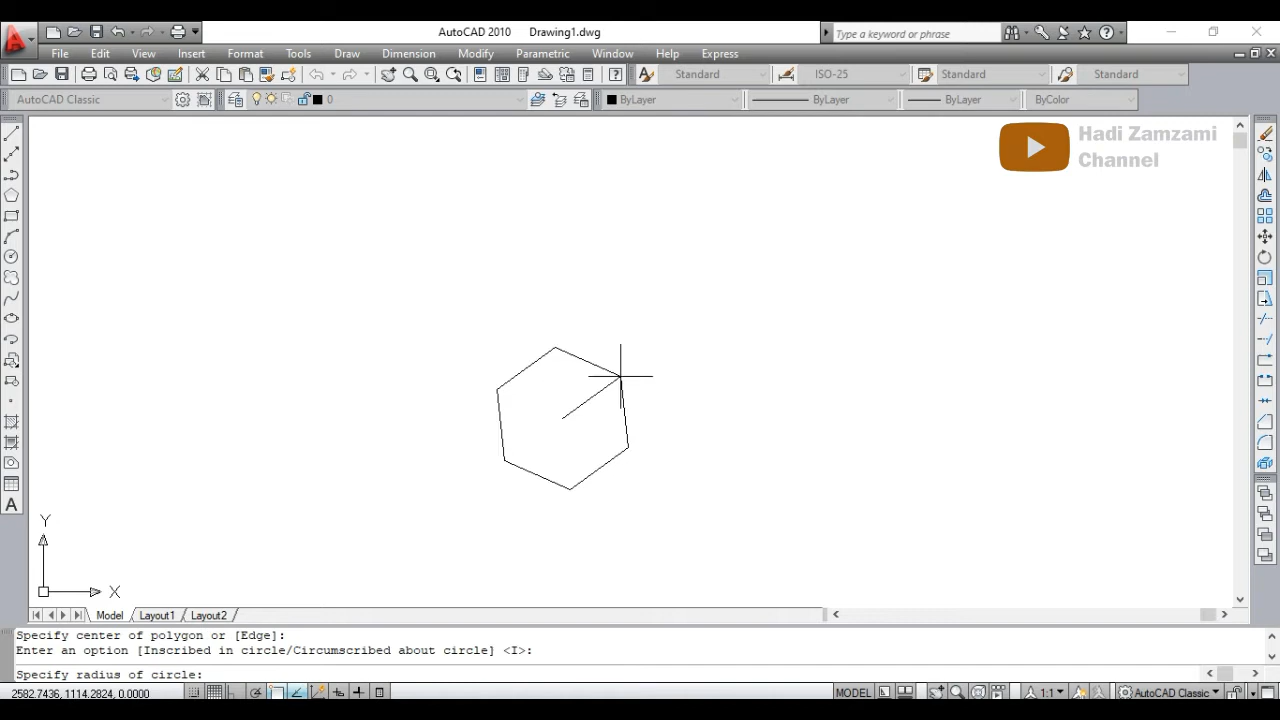 AutoCAD 2010 Drawing1.dwg
Type a keyword or phrase
File Edit View Insert Format Tools Draw Dimension Modify Parametric Window Help Express
Standard ISO-25 Standard Standard
AutoCAD Classic 0 ByLayer ByLayer ByLayer ByColor
Hadi Zamzami
Channel
A
Y
X
Model Layout1 Layout2
Specify center of polygon or [Edge]:
Enter an option [Inscribed in circle/Circumscribed about circle] <I>:
Specify radius of circle:
2582.7436, 1114.2824, 0.0000 MODEL 1:1 AutoCAD Classic